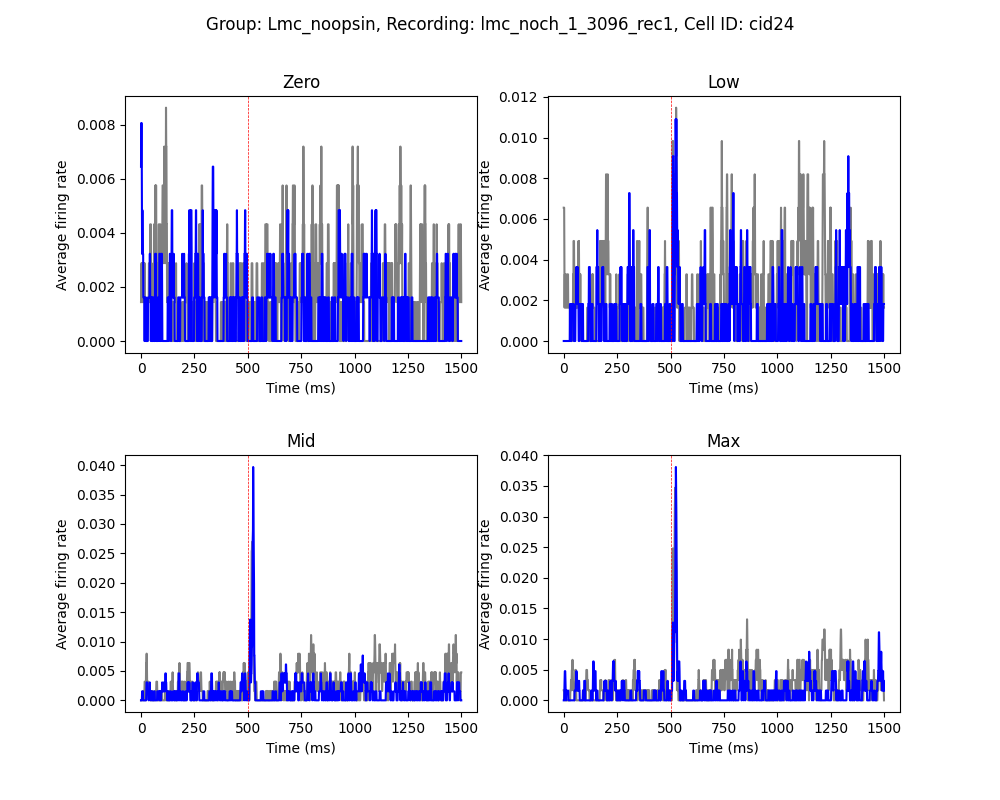 Group: Lmc_noopsin, Recording: lmc_noch_1_3096_rec1, Cell ID: cid24
Zero
Average firing rate
0.008
0.006
0.004
0.002
0.000
0 250 500 750 1000 1250 1500
Time (ms)
Low
Average firing rate
0.012
0.010
0.008
0.006
0.004
0.002
0.000
0 250 500 750 1000 1250 1500
Time (ms)
Mid
Average firing rate
0.040
0.035
0.030
0.025
0.020
0.015
0.010
0.005
0.000
0 250 500 750 1000 1250 1500
Time (ms)
Max
Average firing rate
0.040
0.035
0.030
0.025
0.020
0.015
0.010
0.005
0.000
0 250 500 750 1000 1250 1500
Time (ms)